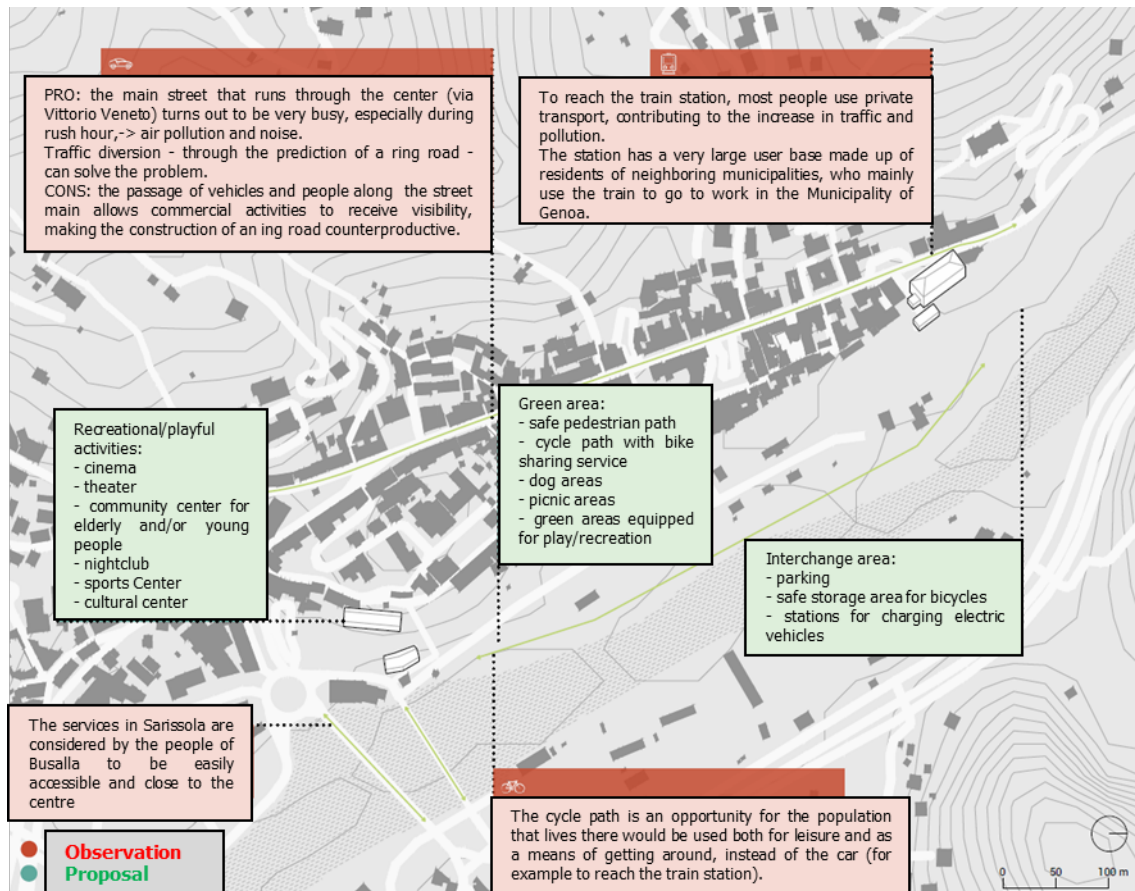 PRO: the main street that runs through the center (via
Vittorio Veneto) turns out to be very busy, especially during
rush hour,-> air pollution and noise.
Traffic diversion - through the prediction of a ring road -
can solve the problem.
CONS: the passage of vehicles and people along the street
main allows commercial activities to receive visibility,
making the construction of an ing road counterproductive.
To reach the train station, most people use private
transport, contributing to the increase in traffic and
pollution.
The station has a very large user base made up of
residents of neighboring municipalities, who mainly
use the train to go to work in the Municipality of
Genoa.
Recreational/playful
activities:
- cinema
- theater
- community center for
elderly and/or young
people
- nightclub
- sports Center
- cultural center
Green area:
- safe pedestrian path
- cycle path with bike
sharing service
- dog areas
- picnic areas
- green areas equipped
for play/recreation
Interchange area:
- parking
- safe storage area for bicycles
- stations for charging electric
vehicles
The services in Sarissola are
considered by the people of
Busalla to be easily
accessible and close to the
centre
The cycle path is an opportunity for the population
that lives there would be used both for leisure and as
a means of getting around, instead of the car (for
example to reach the train station).
Observation
Proposal
0 50 100 m